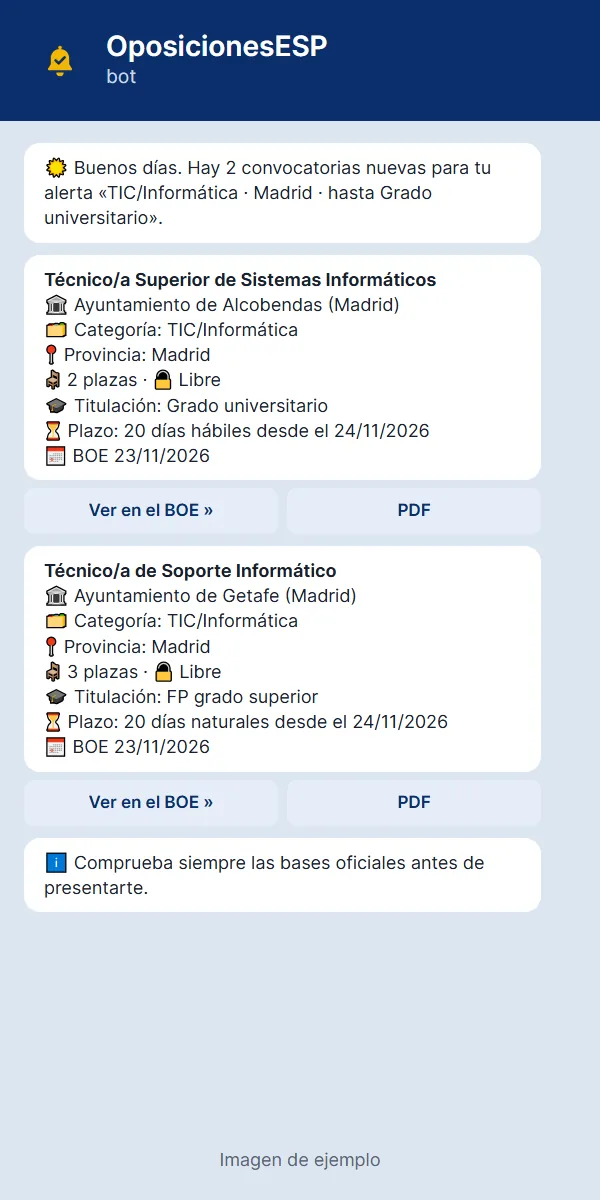 OposicionesESP
bot
Buenos días. Hay 2 convocatorias nuevas para tu
alerta «TIC/Informática · Madrid · hasta Grado
universitario».
Técnico/a Superior de Sistemas Informáticos
Ayuntamiento de Alcobendas (Madrid)
Categoría: TIC/Informática
Provincia: Madrid
2 plazas · Libre
Titulación: Grado universitario
Plazo: 20 días hábiles desde el 24/11/2026
BOE 23/11/2026
Ver en el BOE » PDF
Técnico/a de Soporte Informático
Ayuntamiento de Getafe (Madrid)
Categoría: TIC/Informática
Provincia: Madrid
3 plazas · Libre
Titulación: FP grado superior
Plazo: 20 días naturales desde el 24/11/2026
BOE 23/11/2026
Ver en el BOE » PDF
Comprueba siempre las bases oficiales antes de
presentarte.
Imagen de ejemplo